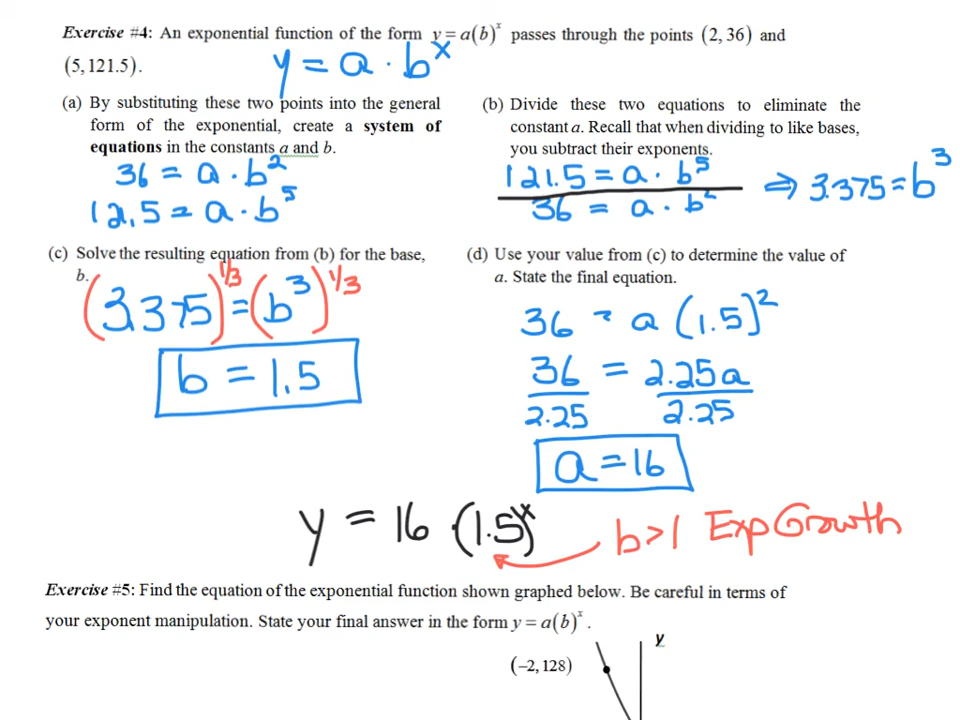 Exercise #4: An exponential function of the form y = a(b)^x passes through the points (2, 36) and
(5, 121.5).
y = a · b^x
(a) By substituting these two points into the general
form of the exponential, create a system of
equations in the constants a and b.
36 = a · b^2
121.5 = a · b^5
(b) Divide these two equations to eliminate the
constant a. Recall that when dividing to like bases,
you subtract their exponents.
121.5 = a · b^5 ⇒ 3.375 = b^3
36 = a · b^2
(c) Solve the resulting equation from (b) for the base,
b.
(3.375)^1/3 = (b^3)^1/3
b = 1.5
(d) Use your value from (c) to determine the value of
a. State the final equation.
36 = a (1.5)^2
36 = 2.25a
2.25 2.25
a = 16
y = 16 (1.5)^x b>1 Exp Growth
Exercise #5: Find the equation of the exponential function shown graphed below. Be careful in terms of
your exponent manipulation. State your final answer in the form y = a(b)^x.
y
(−2, 128)